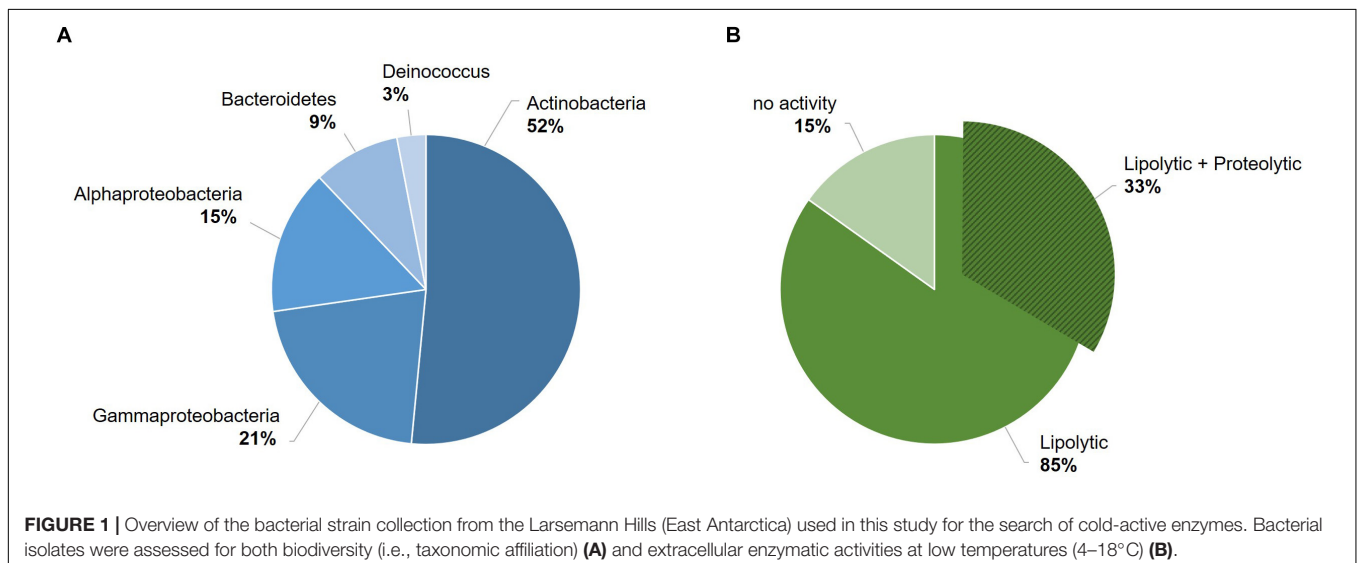 A
Deinococcus
3%
Bacteroidetes
9%
Actinobacteria
52%
Alphaproteobacteria
15%
Gammaproteobacteria
21%
B
no activity
15%
Lipolytic + Proteolytic
33%
Lipolytic
85%
FIGURE 1 | Overview of the bacterial strain collection from the Larsemann Hills (East Antarctica) used in this study for the search of cold-active enzymes. Bacterial
isolates were assessed for both biodiversity (i.e., taxonomic affiliation) (A) and extracellular enzymatic activities at low temperatures (4–18°C) (B).